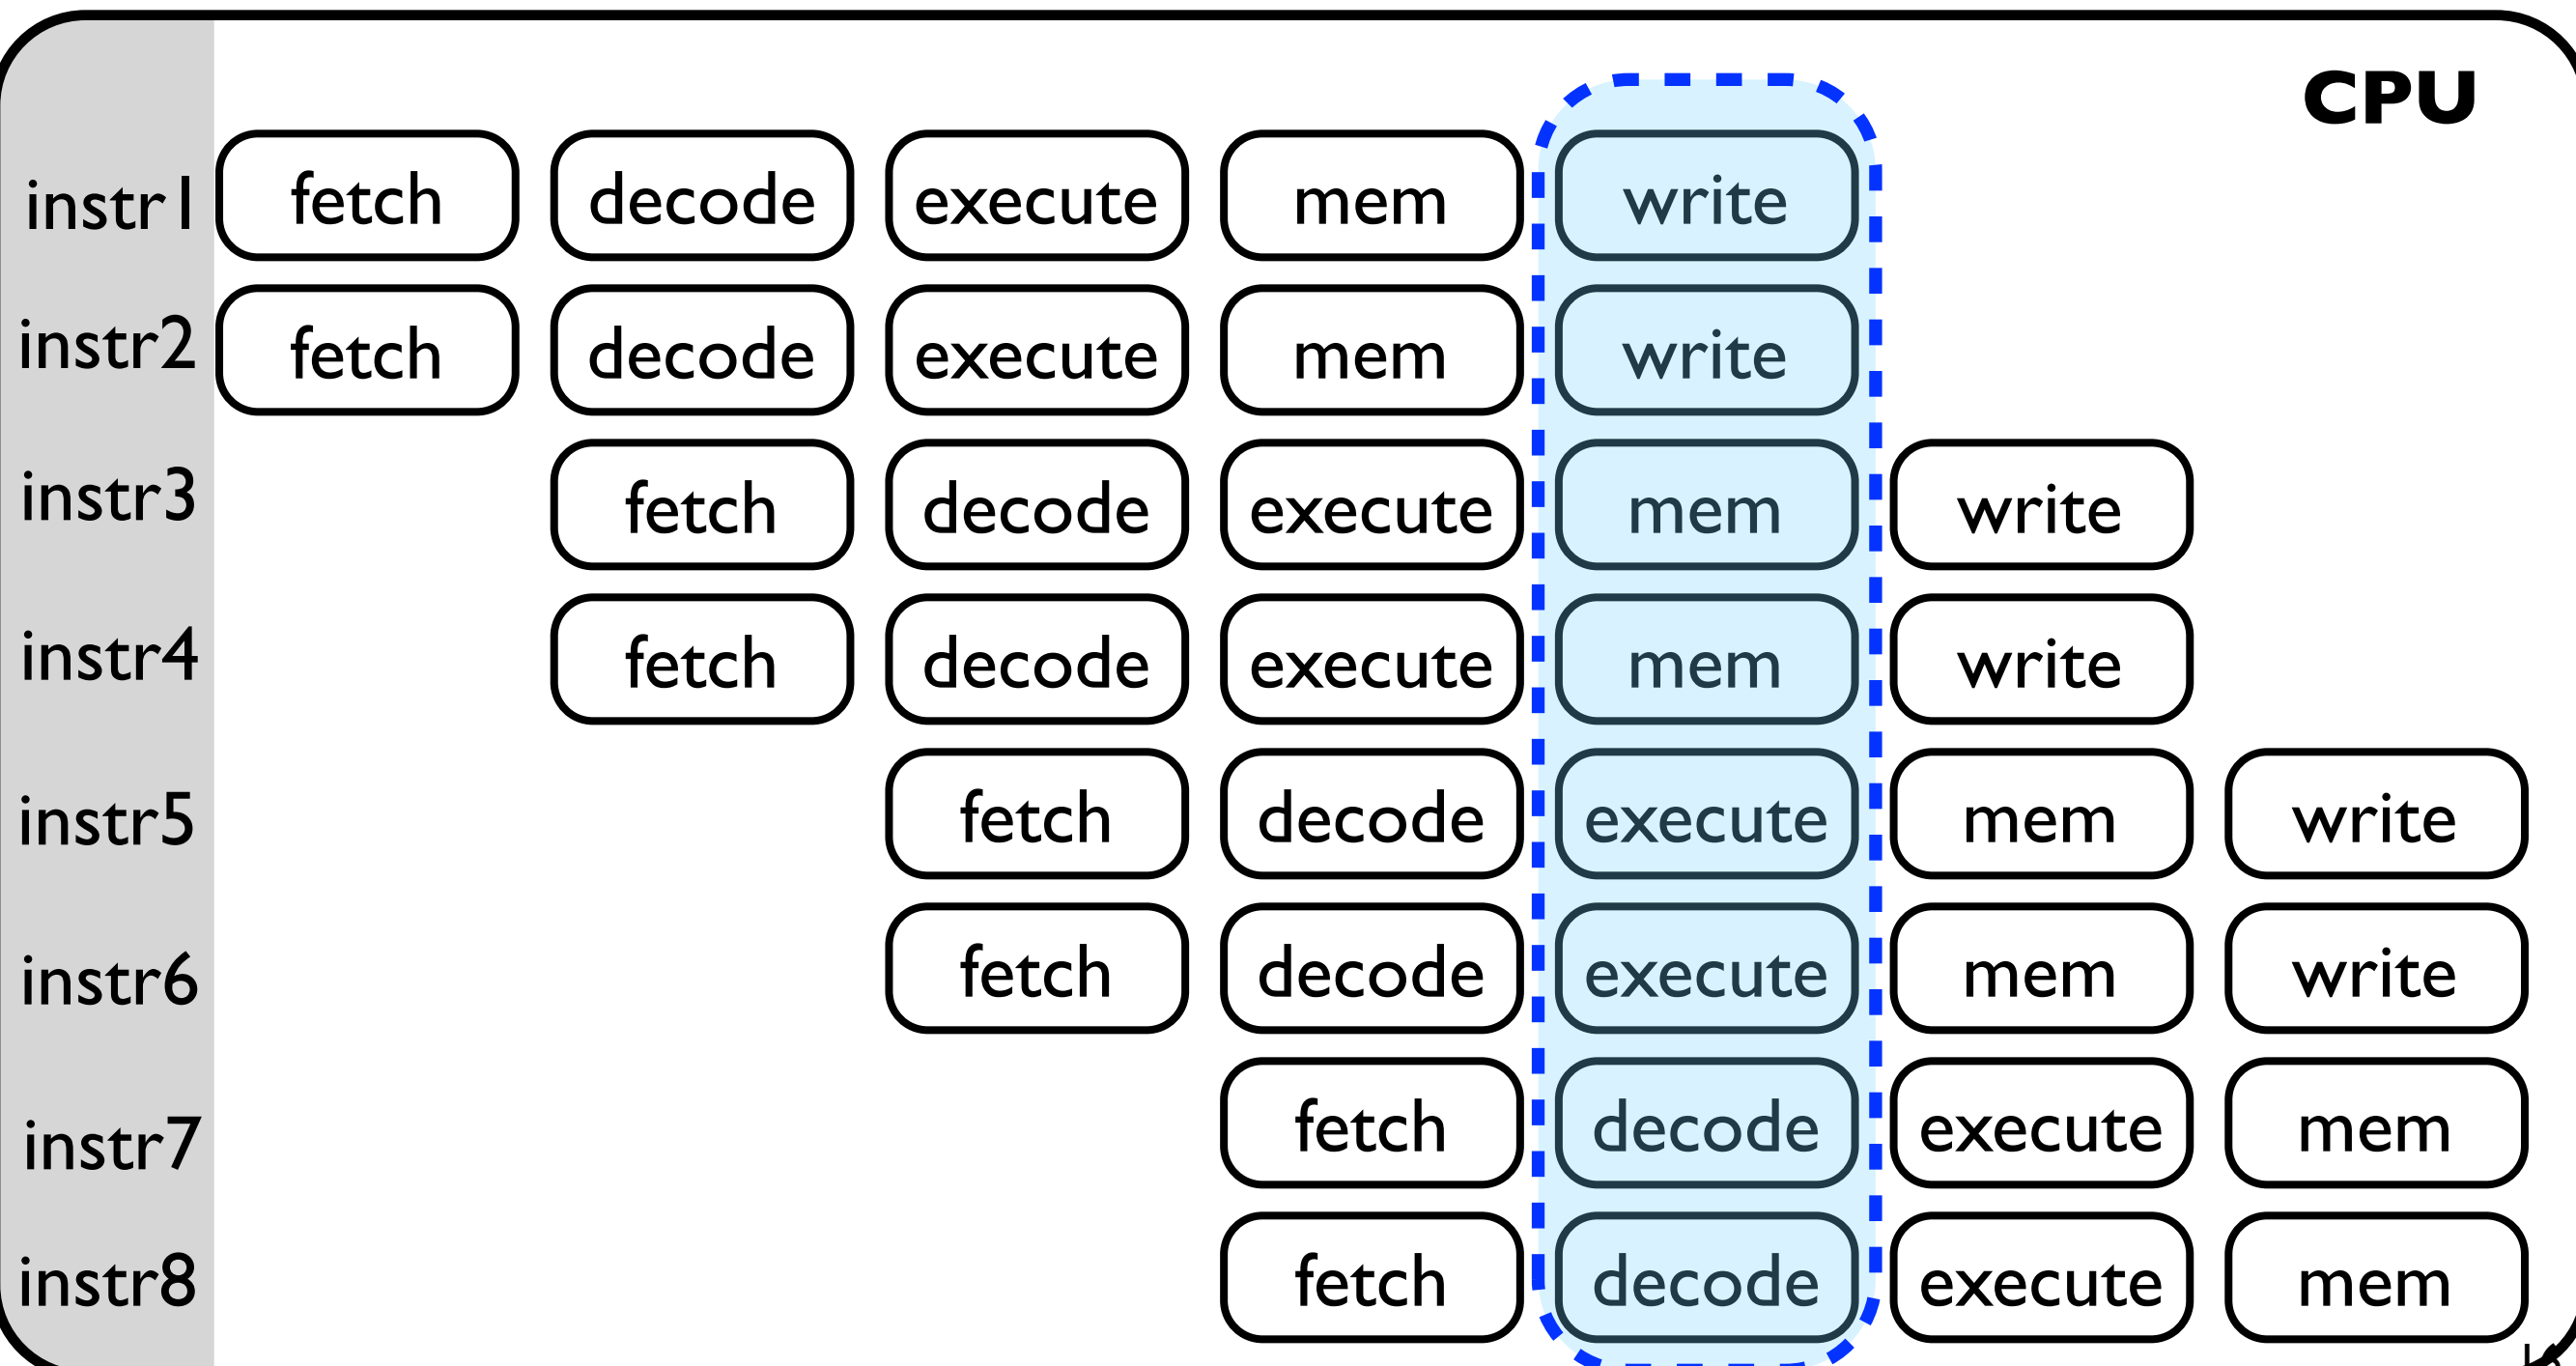 CPU
instr1 fetch decode execute mem write
instr2 fetch decode execute mem write
instr3 fetch decode execute mem write
instr4 fetch decode execute mem write
instr5 fetch decode execute mem write
instr6 fetch decode execute mem write
instr7 fetch decode execute mem
instr8 fetch decode execute mem